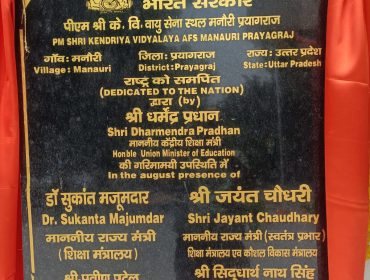 भारत सरकार
पीएम श्री के. वि. वायु सेना स्थल मनौरी प्रयागराज
PM SHRI KENDRIYA VIDYALAYA AFS MANAURI PRAYAGRAJ
गाँव: मनौरी जिला: प्रयागराज राज्य: उत्तर प्रदेश
Village: Manauri District: Prayagraj State: Uttar Pradesh
राष्ट्र को समर्पित
(DEDICATED TO THE NATION)
द्वारा (by)
श्री धर्मेंद्र प्रधान
Shri Dharmendra Pradhan
माननीय केंद्रीय शिक्षा मंत्री
Honble Union Minister of Education
की गरिमामयी उपस्थिति में
In the august presence of
डॉ सुकांत मजूमदार श्री जयंत चौधरी
Dr. Sukanta Majumdar Shri Jayant Chaudhary
माननीय राज्य मंत्री माननीय राज्य मंत्री (स्वतंत्र प्रभार)
(शिक्षा मंत्रालय) शिक्षा मंत्रालय एवं कौशल विकास मंत्रालय
श्री प्रवीण पटेल श्री सिद्धार्थ नाथ सिंह